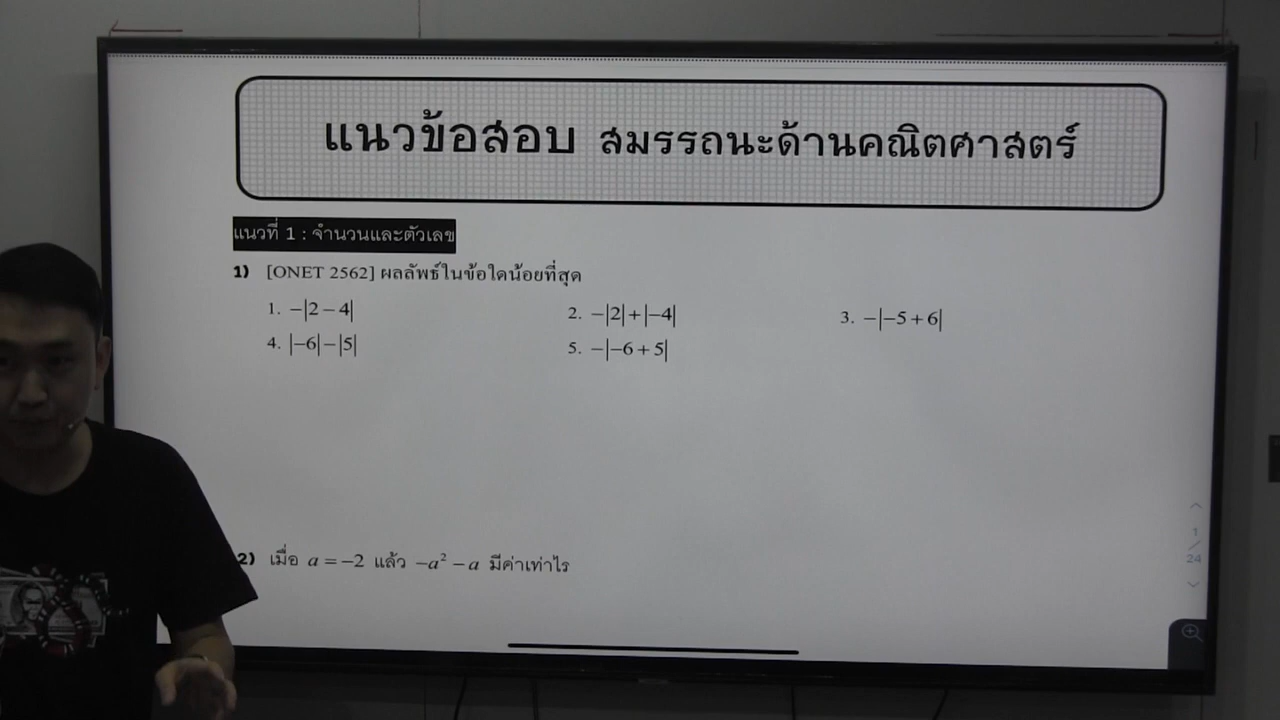 แนวข้อสอบ สมรรถนะด้านคณิตศาสตร์
แนวที่ 1 : จำนวนและตัวเลข
1) [ONET 2562] ผลลัพธ์ในข้อใดน้อยที่สุด
1. −|2−4| 2. −|2|+|−4| 3. −|−5+6|
4. |−6|−|5| 5. −|−6+5|
2) เมื่อ a=−2 แล้ว −a²−a มีค่าเท่าไร
1
/
24